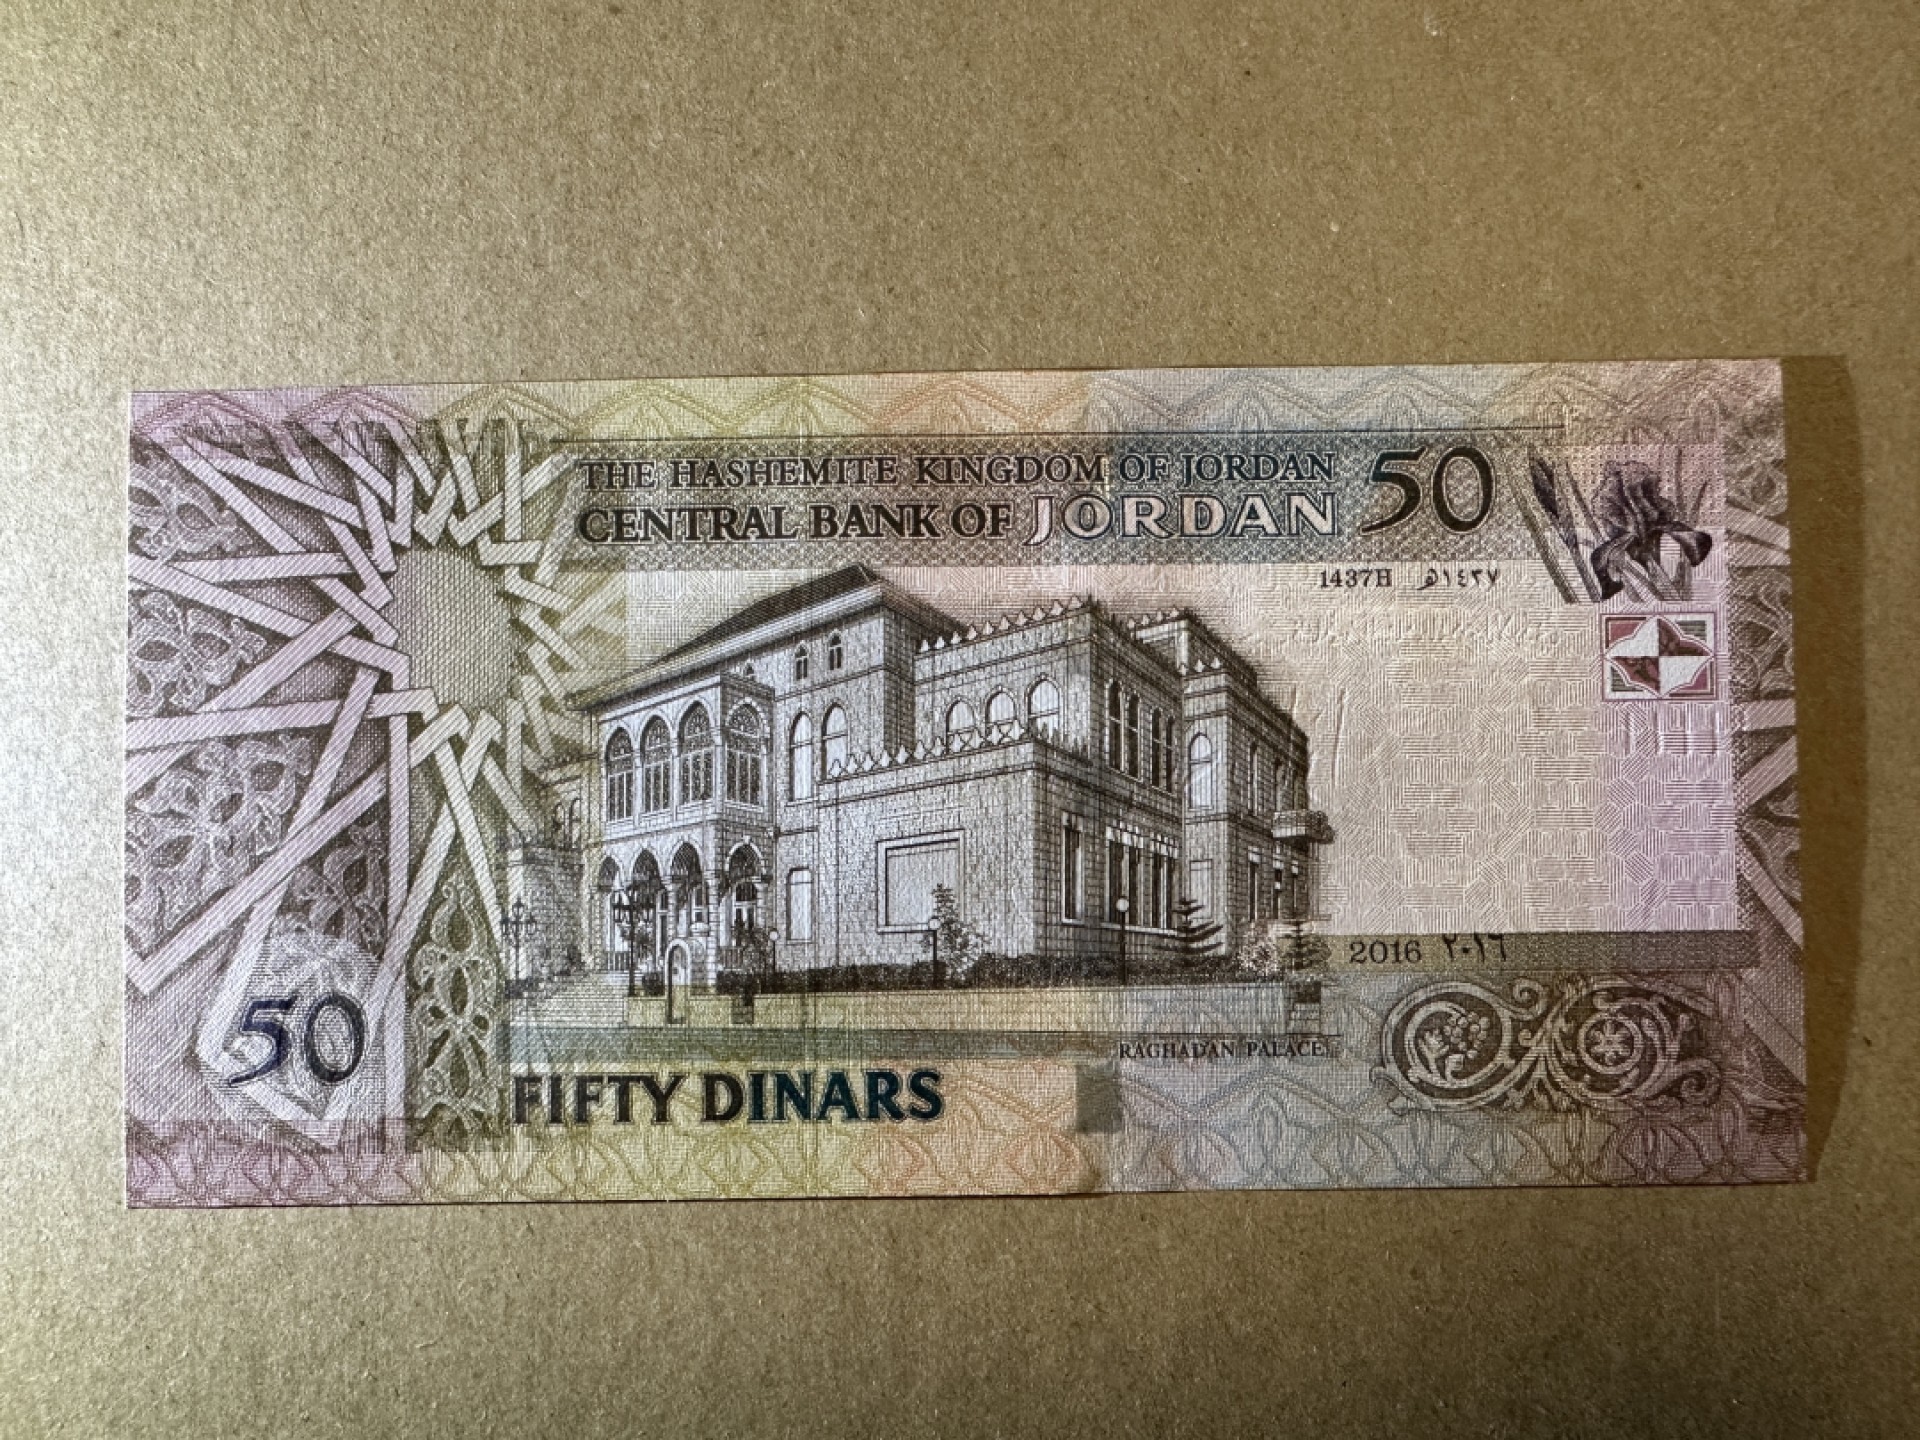 THE HASHEMITE KINGDOM OF JORDAN 50
CENTRAL BANK OF JORDAN
1437H ١٤٣٧هـ
2016 ٢٠١٦
RAGHADAN PALACE
50
FIFTY DINARS